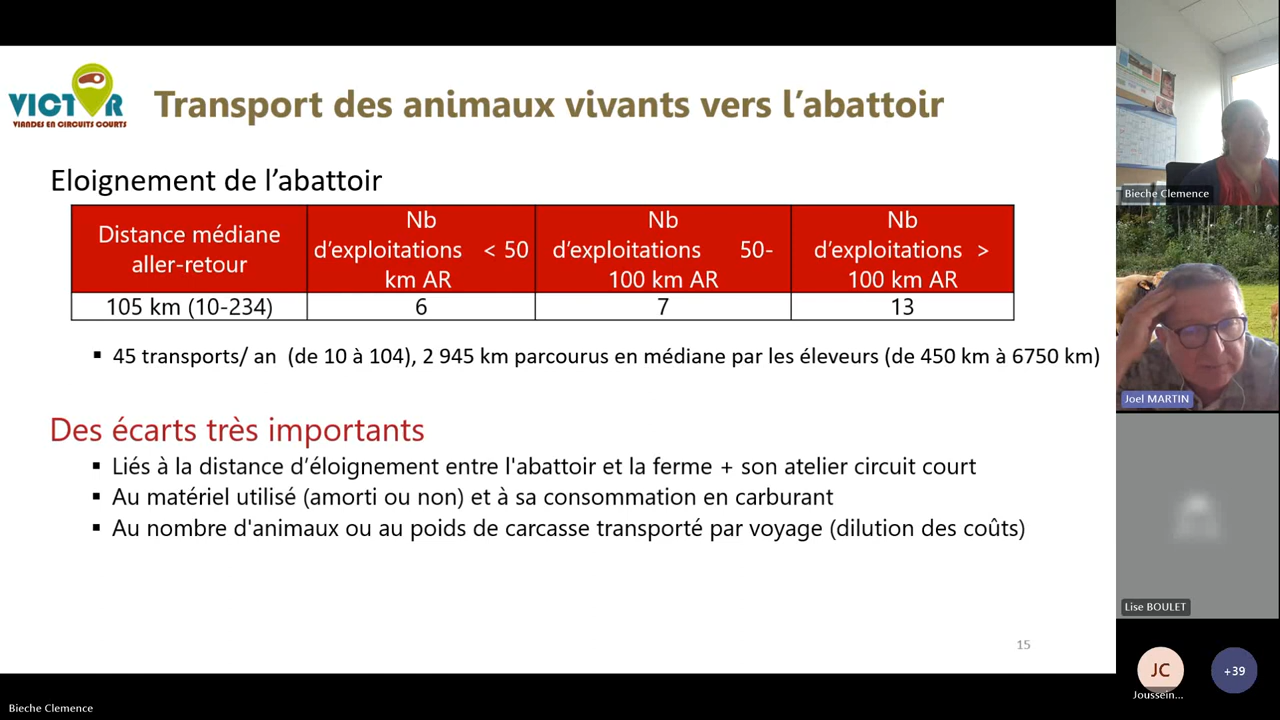 VICTOR
VIANDES EN CIRCUITS COURTS
Transport des animaux vivants vers l’abattoir
Eloignement de l’abattoir
Distance médiane
aller-retour
Nb
d’exploitations < 50
km AR
Nb
d’exploitations 50-
100 km AR
Nb
d’exploitations >
100 km AR
105 km (10-234)
6
7
13
▪ 45 transports/ an (de 10 à 104), 2 945 km parcourus en médiane par les éleveurs (de 450 km à 6750 km)
Des écarts très importants
▪ Liés à la distance d’éloignement entre l'abattoir et la ferme + son atelier circuit court
▪ Au matériel utilisé (amorti ou non) et à sa consommation en carburant
▪ Au nombre d'animaux ou au poids de carcasse transporté par voyage (dilution des coûts)
15
Bieche Clemence
Joel MARTIN
Lise BOULET
JC
Joussein...
+39
Bieche Clemence